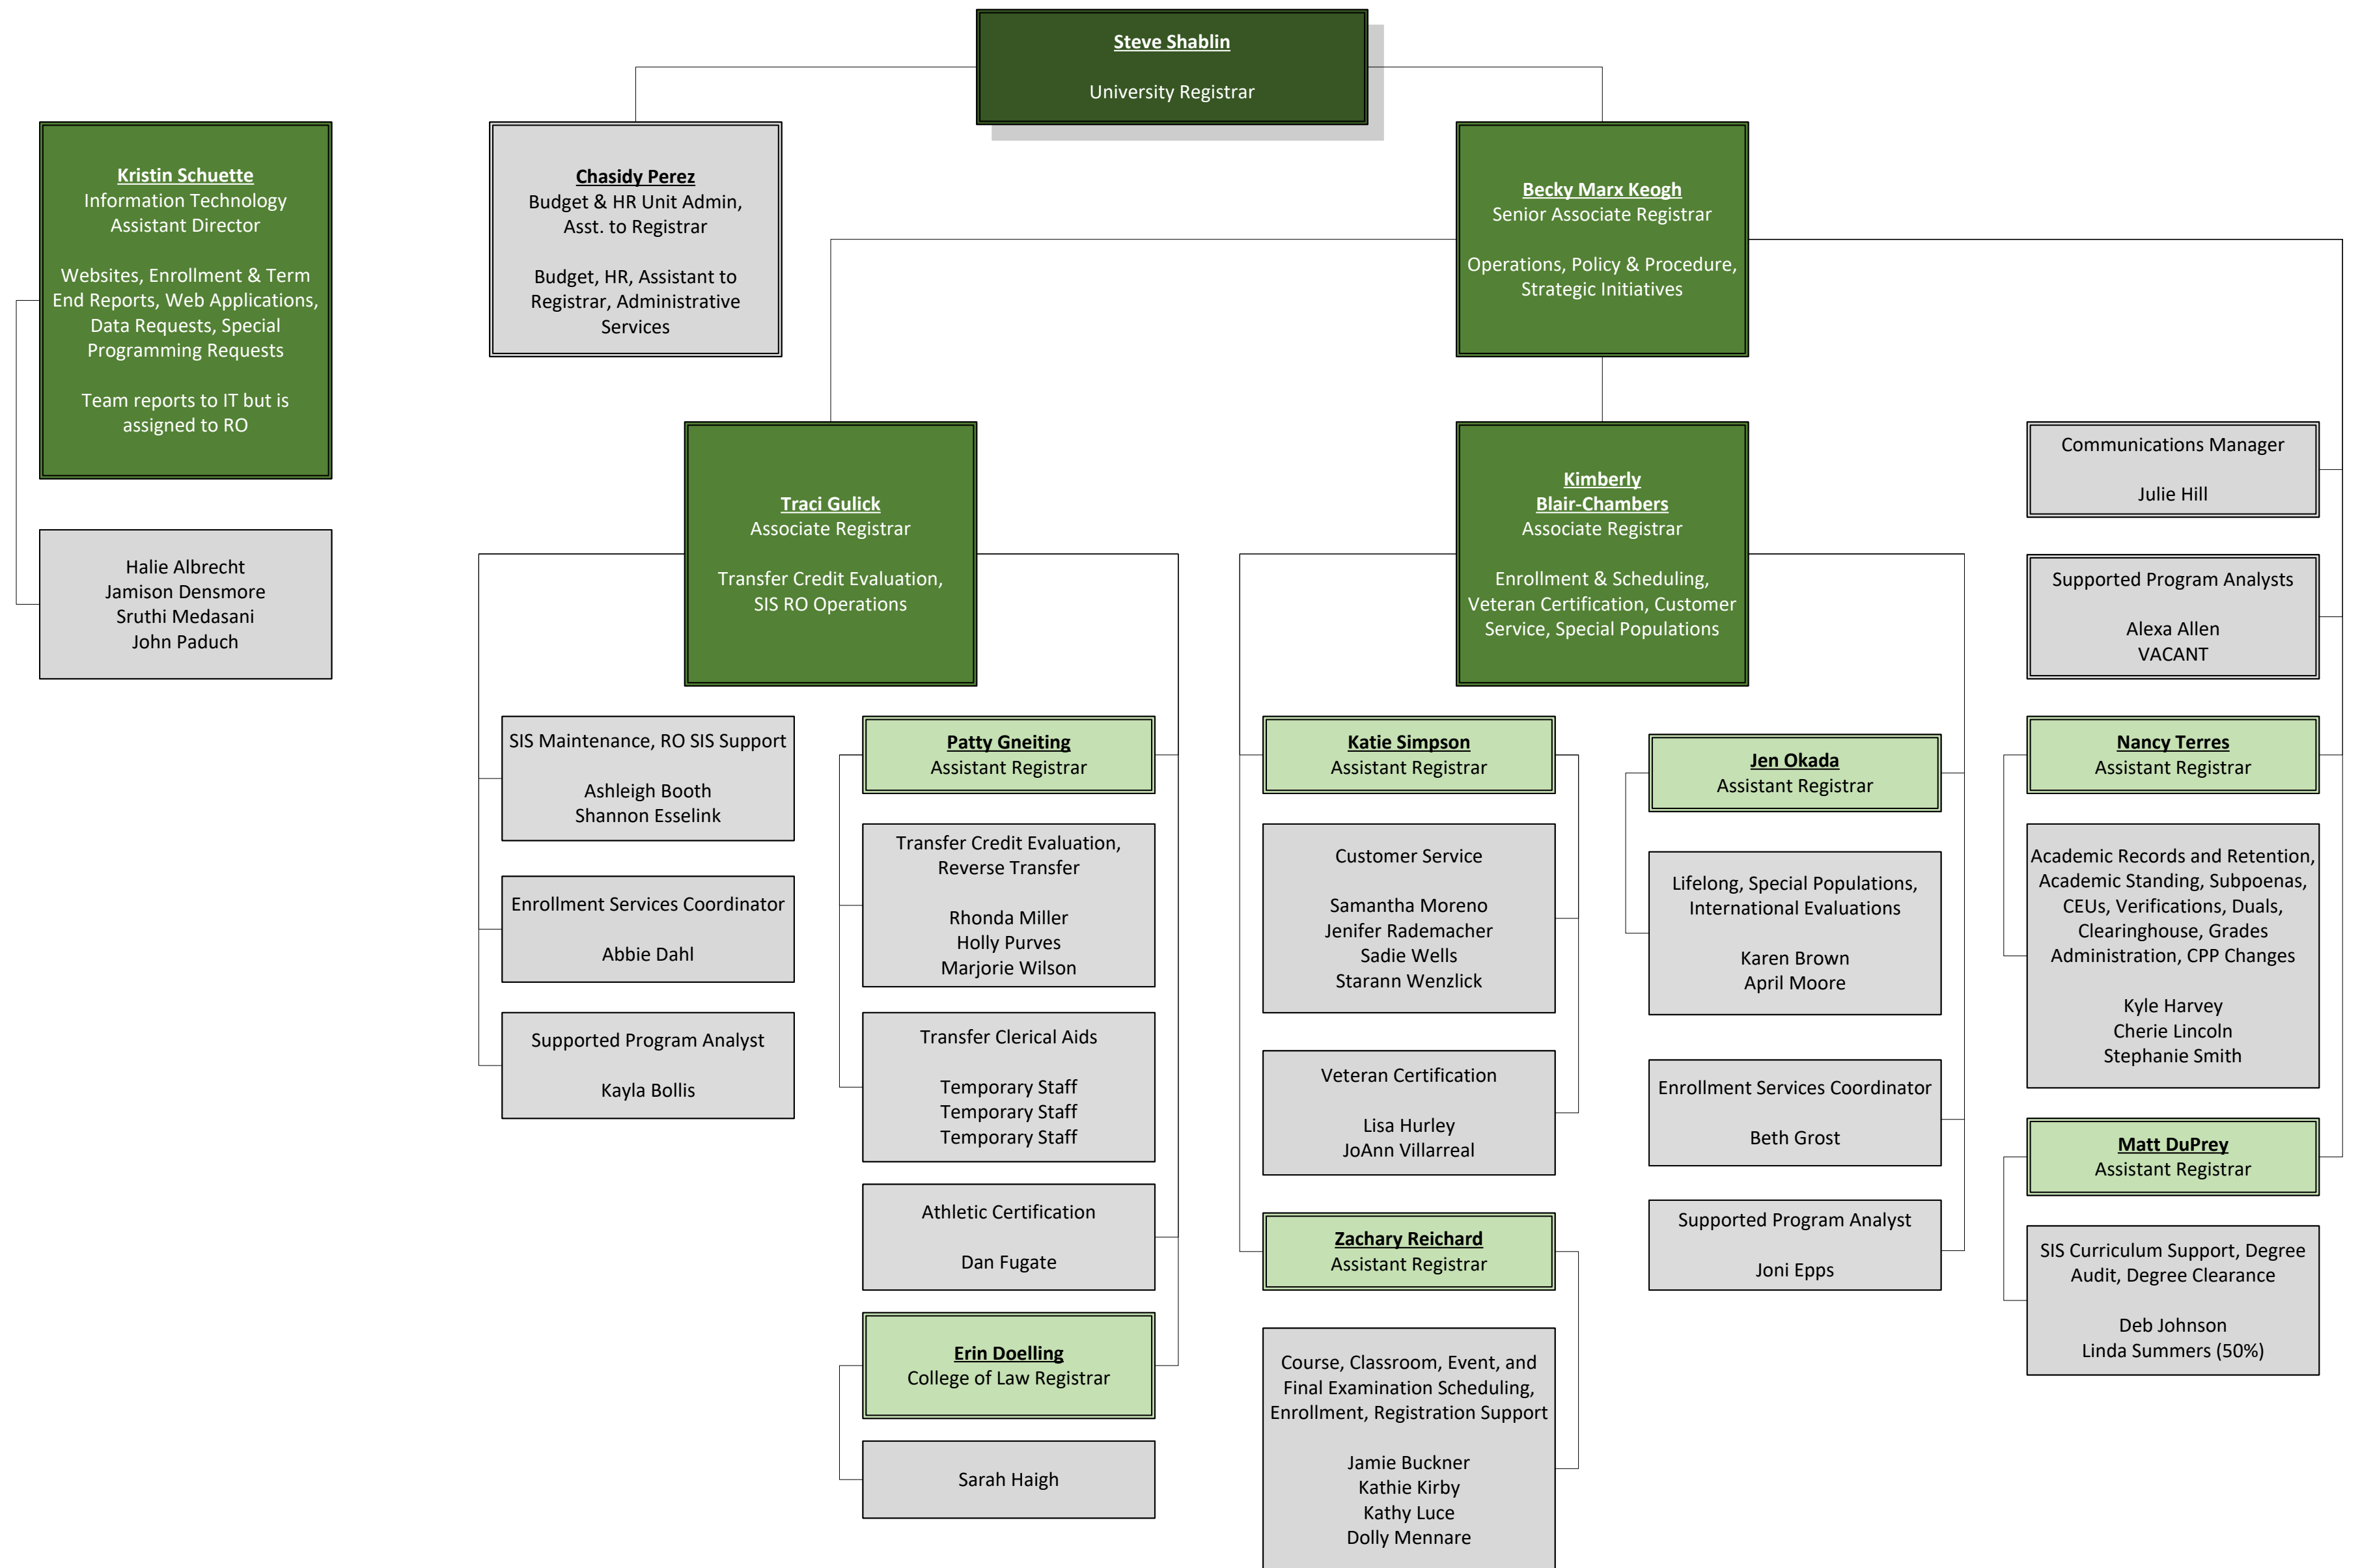 Steve Shablin
University Registrar
Kristin Schuette
Information Technology
Assistant Director
Websites, Enrollment & Term
End Reports, Web Applications,
Data Requests, Special
Programming Requests
Team reports to IT but is
assigned to RO
Halie Albrecht
Jamison Densmore
Sruthi Medasani
John Paduch
Chasidy Perez
Budget & HR Unit Admin,
Asst. to Registrar
Budget, HR, Assistant to
Registrar, Administrative
Services
Becky Marx Keogh
Senior Associate Registrar
Operations, Policy & Procedure,
Strategic Initiatives
Traci Gulick
Associate Registrar
Transfer Credit Evaluation,
SIS RO Operations
SIS Maintenance, RO SIS Support
Ashleigh Booth
Shannon Esselink
Enrollment Services Coordinator
Abbie Dahl
Supported Program Analyst
Kayla Bollis
Patty Gneiting
Assistant Registrar
Transfer Credit Evaluation,
Reverse Transfer
Rhonda Miller
Holly Purves
Marjorie Wilson
Transfer Clerical Aids
Temporary Staff
Temporary Staff
Temporary Staff
Athletic Certification
Dan Fugate
Erin Doelling
College of Law Registrar
Sarah Haigh
Kimberly
Blair-Chambers
Associate Registrar
Enrollment & Scheduling,
Veteran Certification, Customer
Service, Special Populations
Katie Simpson
Assistant Registrar
Customer Service
Samantha Moreno
Jenifer Rademacher
Sadie Wells
Starann Wenzlick
Veteran Certification
Lisa Hurley
JoAnn Villarreal
Zachary Reichard
Assistant Registrar
Course, Classroom, Event, and
Final Examination Scheduling,
Enrollment, Registration Support
Jamie Buckner
Kathie Kirby
Kathy Luce
Dolly Mennare
Jen Okada
Assistant Registrar
Lifelong, Special Populations,
International Evaluations
Karen Brown
April Moore
Enrollment Services Coordinator
Beth Grost
Supported Program Analyst
Joni Epps
Communications Manager
Julie Hill
Supported Program Analysts
Alexa Allen
VACANT
Nancy Terres
Assistant Registrar
Academic Records and Retention,
Academic Standing, Subpoenas,
CEUs, Verifications, Duals,
Clearinghouse, Grades
Administration, CPP Changes
Kyle Harvey
Cherie Lincoln
Stephanie Smith
Matt DuPrey
Assistant Registrar
SIS Curriculum Support, Degree
Audit, Degree Clearance
Deb Johnson
Linda Summers (50%)